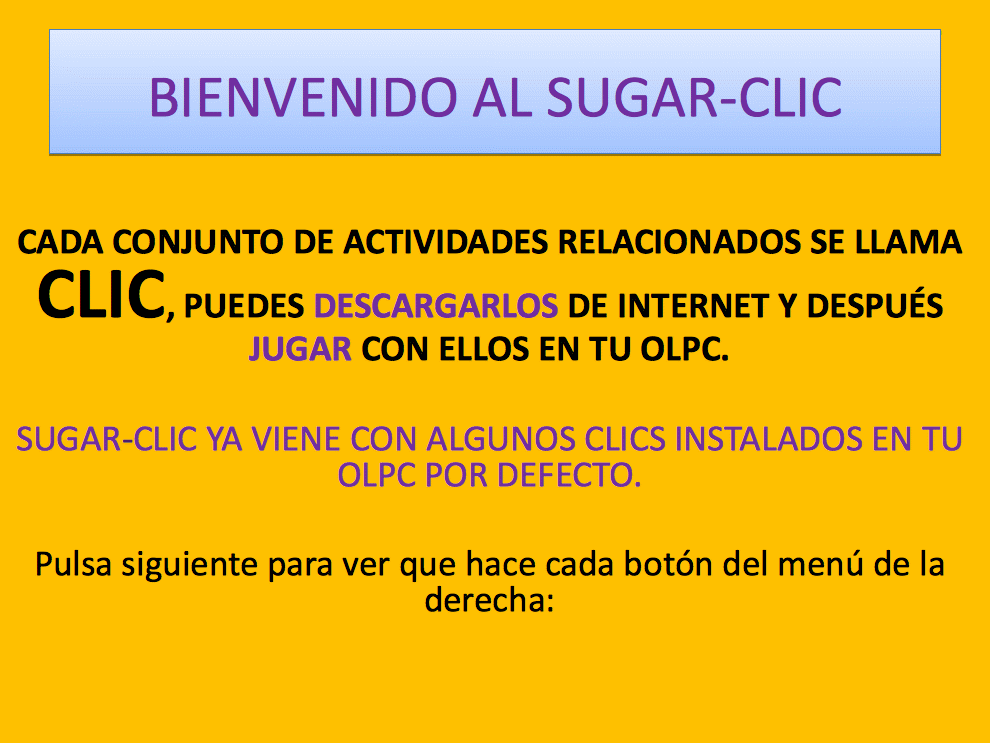 BIENVENIDO AL SUGAR-CLIC
CADA CONJUNTO DE ACTIVIDADES RELACIONADOS SE LLAMA
CLIC, PUEDES DESCARGARLOS DE INTERNET Y DESPUÉS
JUGAR CON ELLOS EN TU OLPC.
SUGAR-CLIC YA VIENE CON ALGUNOS CLICS INSTALADOS EN TU
OLPC POR DEFECTO.
Pulsa siguiente para ver que hace cada botón del menú de la
derecha: